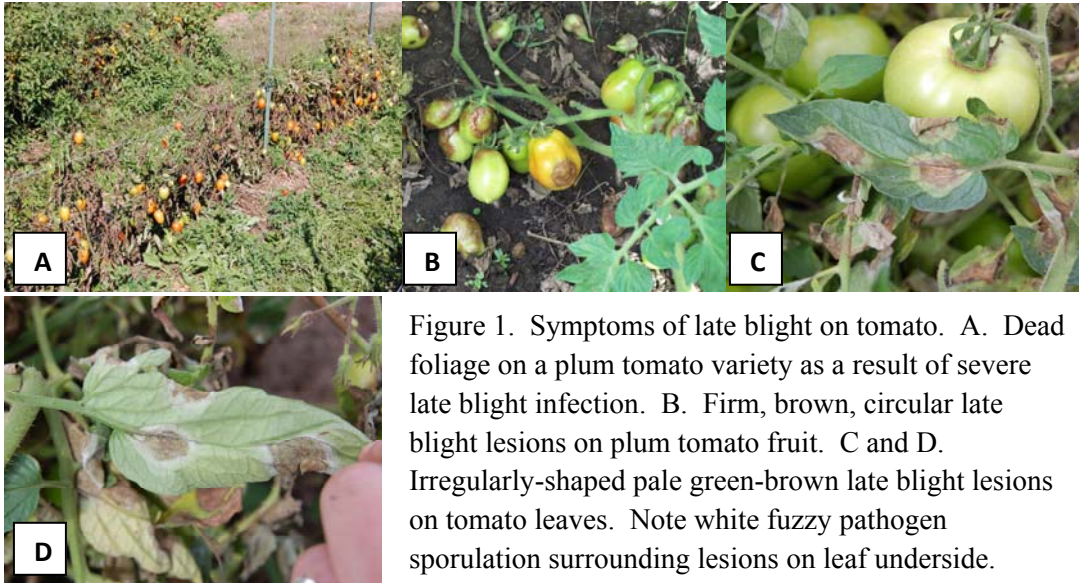 A
B
C
D
Figure 1. Symptoms of late blight on tomato. A. Dead
foliage on a plum tomato variety as a result of severe
late blight infection. B. Firm, brown, circular late
blight lesions on plum tomato fruit. C and D.
Irregularly-shaped pale green-brown late blight lesions
on tomato leaves. Note white fuzzy pathogen
sporulation surrounding lesions on leaf underside.